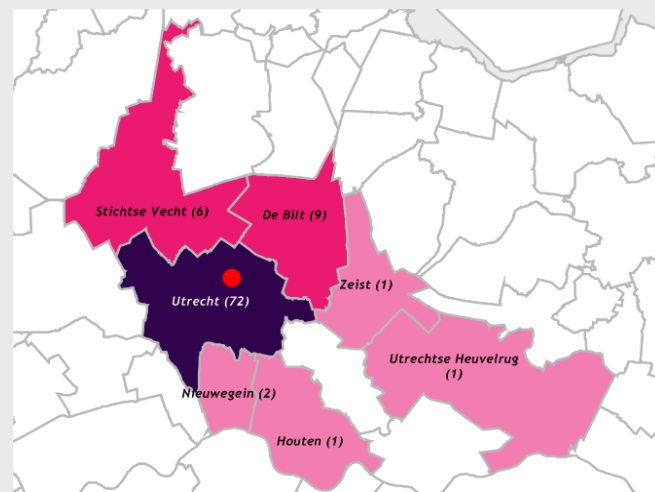 Stichtse Vecht (6)
De Bilt (9)
Zeist (1)
Utrecht (72)
Utrechtse Heuvelrug
(1)
Nieuwegein (2)
Houten (1)